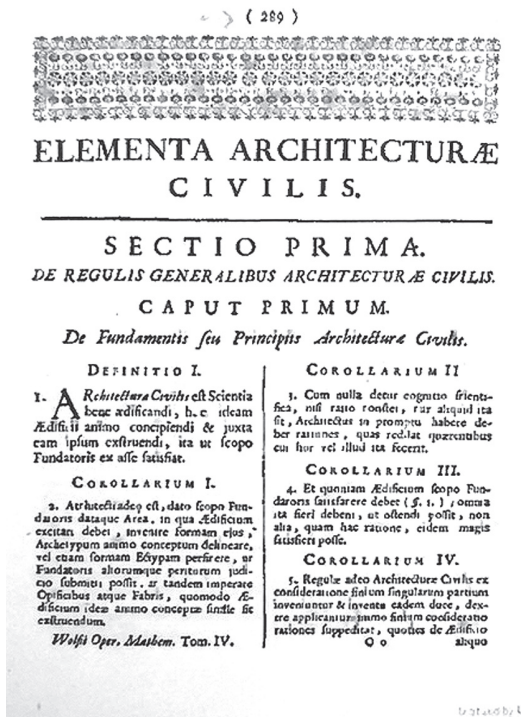 ( 289 )
ELEMENTA ARCHITECTURÆ
CIVILIS.
SECTIO PRIMA.
DE REGULIS GENERALIBUS ARCHITECTURÆ CIVILIS.
CAPUT PRIMUM.
De Fundamentis seu Principiis Architecturæ Civilis.
DEFINITIO I.
1. ARchitectura Civilis est Scientia
bene ædificandi, h. e. ideam
Ædificii animo concipiendi & juxta
eam ipsum exstruendi, ita ut scopo
Fundatoris ex asse satisfiat.
COROLLARIUM I.
2. Architecti adeo est, dato scopo Fun-
datoris dataque Area, in qua Ædificium
excitari debet, invenire formam ejus,
Archetypum animo conceptum delineare,
vel etiam formam Ectypam perficere, ut
Fundatoris aliorumque peritorum judi-
cio submitti possit, ac tandem imperare
Opificibus atque Fabris, quomodo Æ-
dificium ideæ animo conceptæ simile sit
exstruendum.
Wolfii Oper. Mathem. Tom. IV.
COROLLARIUM II
3. Cum nulla detur cognitio scienti-
fica, nisi ratio constet, cur aliquid ita
sit, Architectus in promptu habere de-
ber rationes, quas reddat quærentibus
cur hoc vel illud ita fecerit.
COROLLARIUM III.
4. Et quoniam Ædificium scopo Fun-
datoris satisfacere debet (§. 1.) ; omnia
ita fieri debent, ut ostendi possit, non
alia, quam hac ratione, eidem magis
satisfieri posse.
COROLLARIUM IV.
5. Regulæ adeo Architecturæ Civilis ex
consideratione finium singularum partium
inveniuntur & inventæ eadem duce, dex-
tre applicantur; immo finium consideratio
rationes suppeditat, quoties de Ædificio
O o aliquo